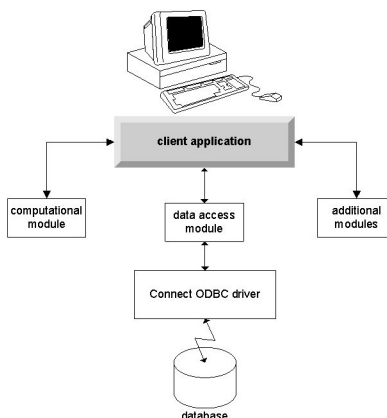 client application
computational
module
data access
module
additional
modules
Connect ODBC driver
database